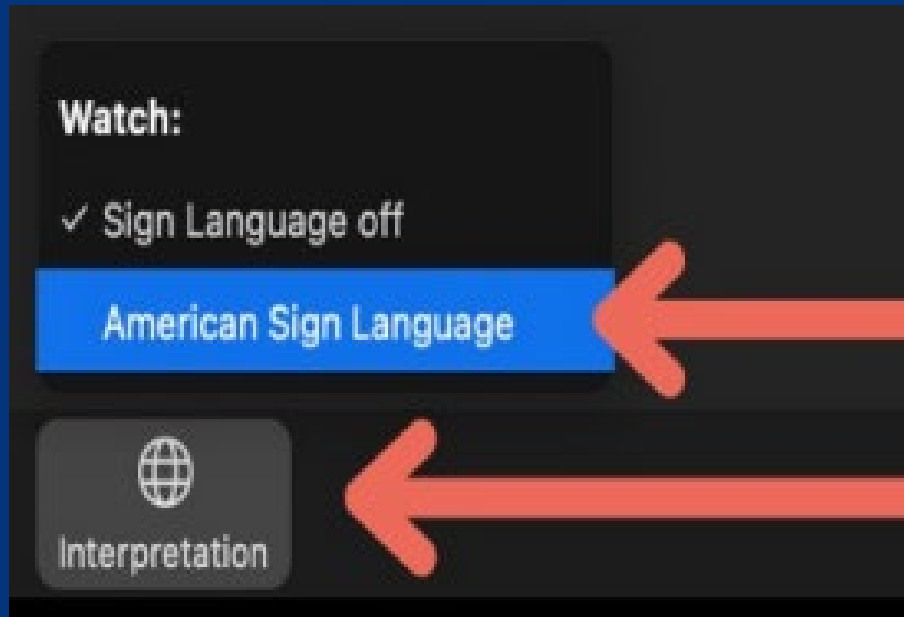 Watch:
✓ Sign Language off
American Sign Language
Interpretation